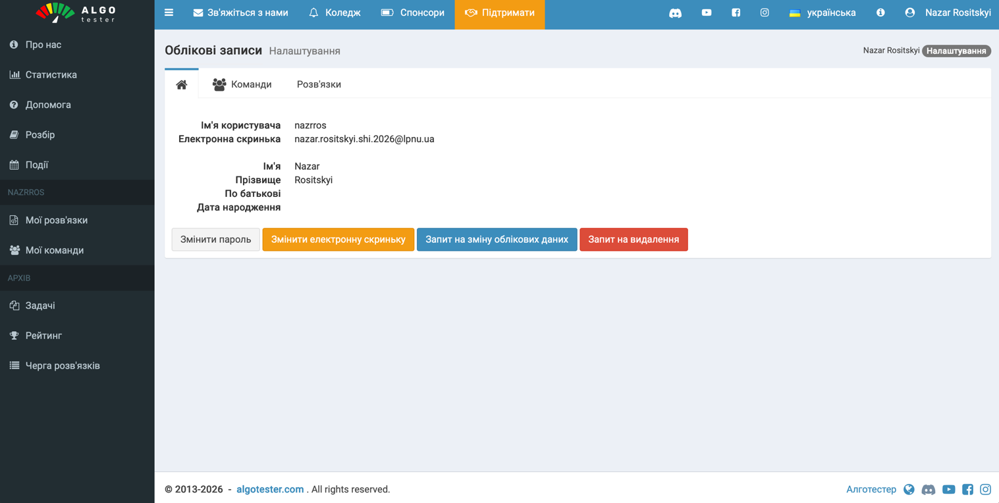 ALGO
tester
Зв'яжіться з нами
Коледж
Спонсори
Підтримати
українська
Nazar Rositskyi
Про нас
Статистика
Допомога
Розбір
Події
NAZRROS
Мої розв'язки
Мої команди
АРХІВ
Задачі
Рейтинг
Черга розв'язків
Облікові записи Налаштування
Nazar Rositskyi Налаштування
Команди
Розв'язки
Ім'я користувача nazrros
Електронна скринька nazar.rositskyi.shi.2026@lpnu.ua
Ім'я Nazar
Прізвище Rositskyi
По батькові
Дата народження
Змінити пароль
Змінити електронну скриньку
Запит на зміну облікових даних
Запит на видалення
© 2013-2026 - algotester.com . All rights reserved.
Алготестер